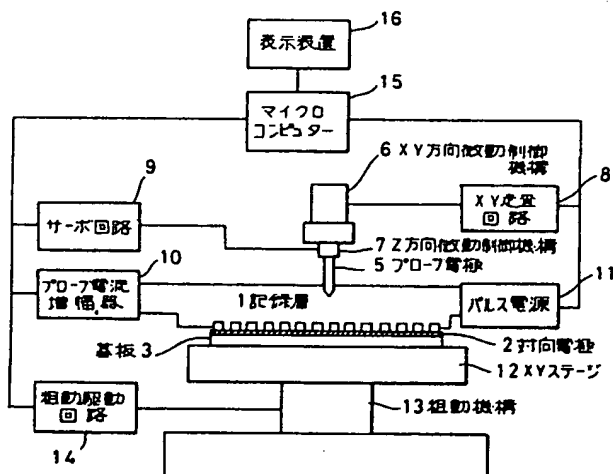 16
表示装置
15
マイクロ
コンピューター
6 XY方向微動制御
機構
9
8
サーボ回路
XY走査
回路
7 Z方向微動制御機構
10
5 プローブ電極
11
プローブ電流
増幅路
1記録層
パルス電源
2対向電極
基板3
12XYステージ
粗動駆動
回路
13粗動機構
14